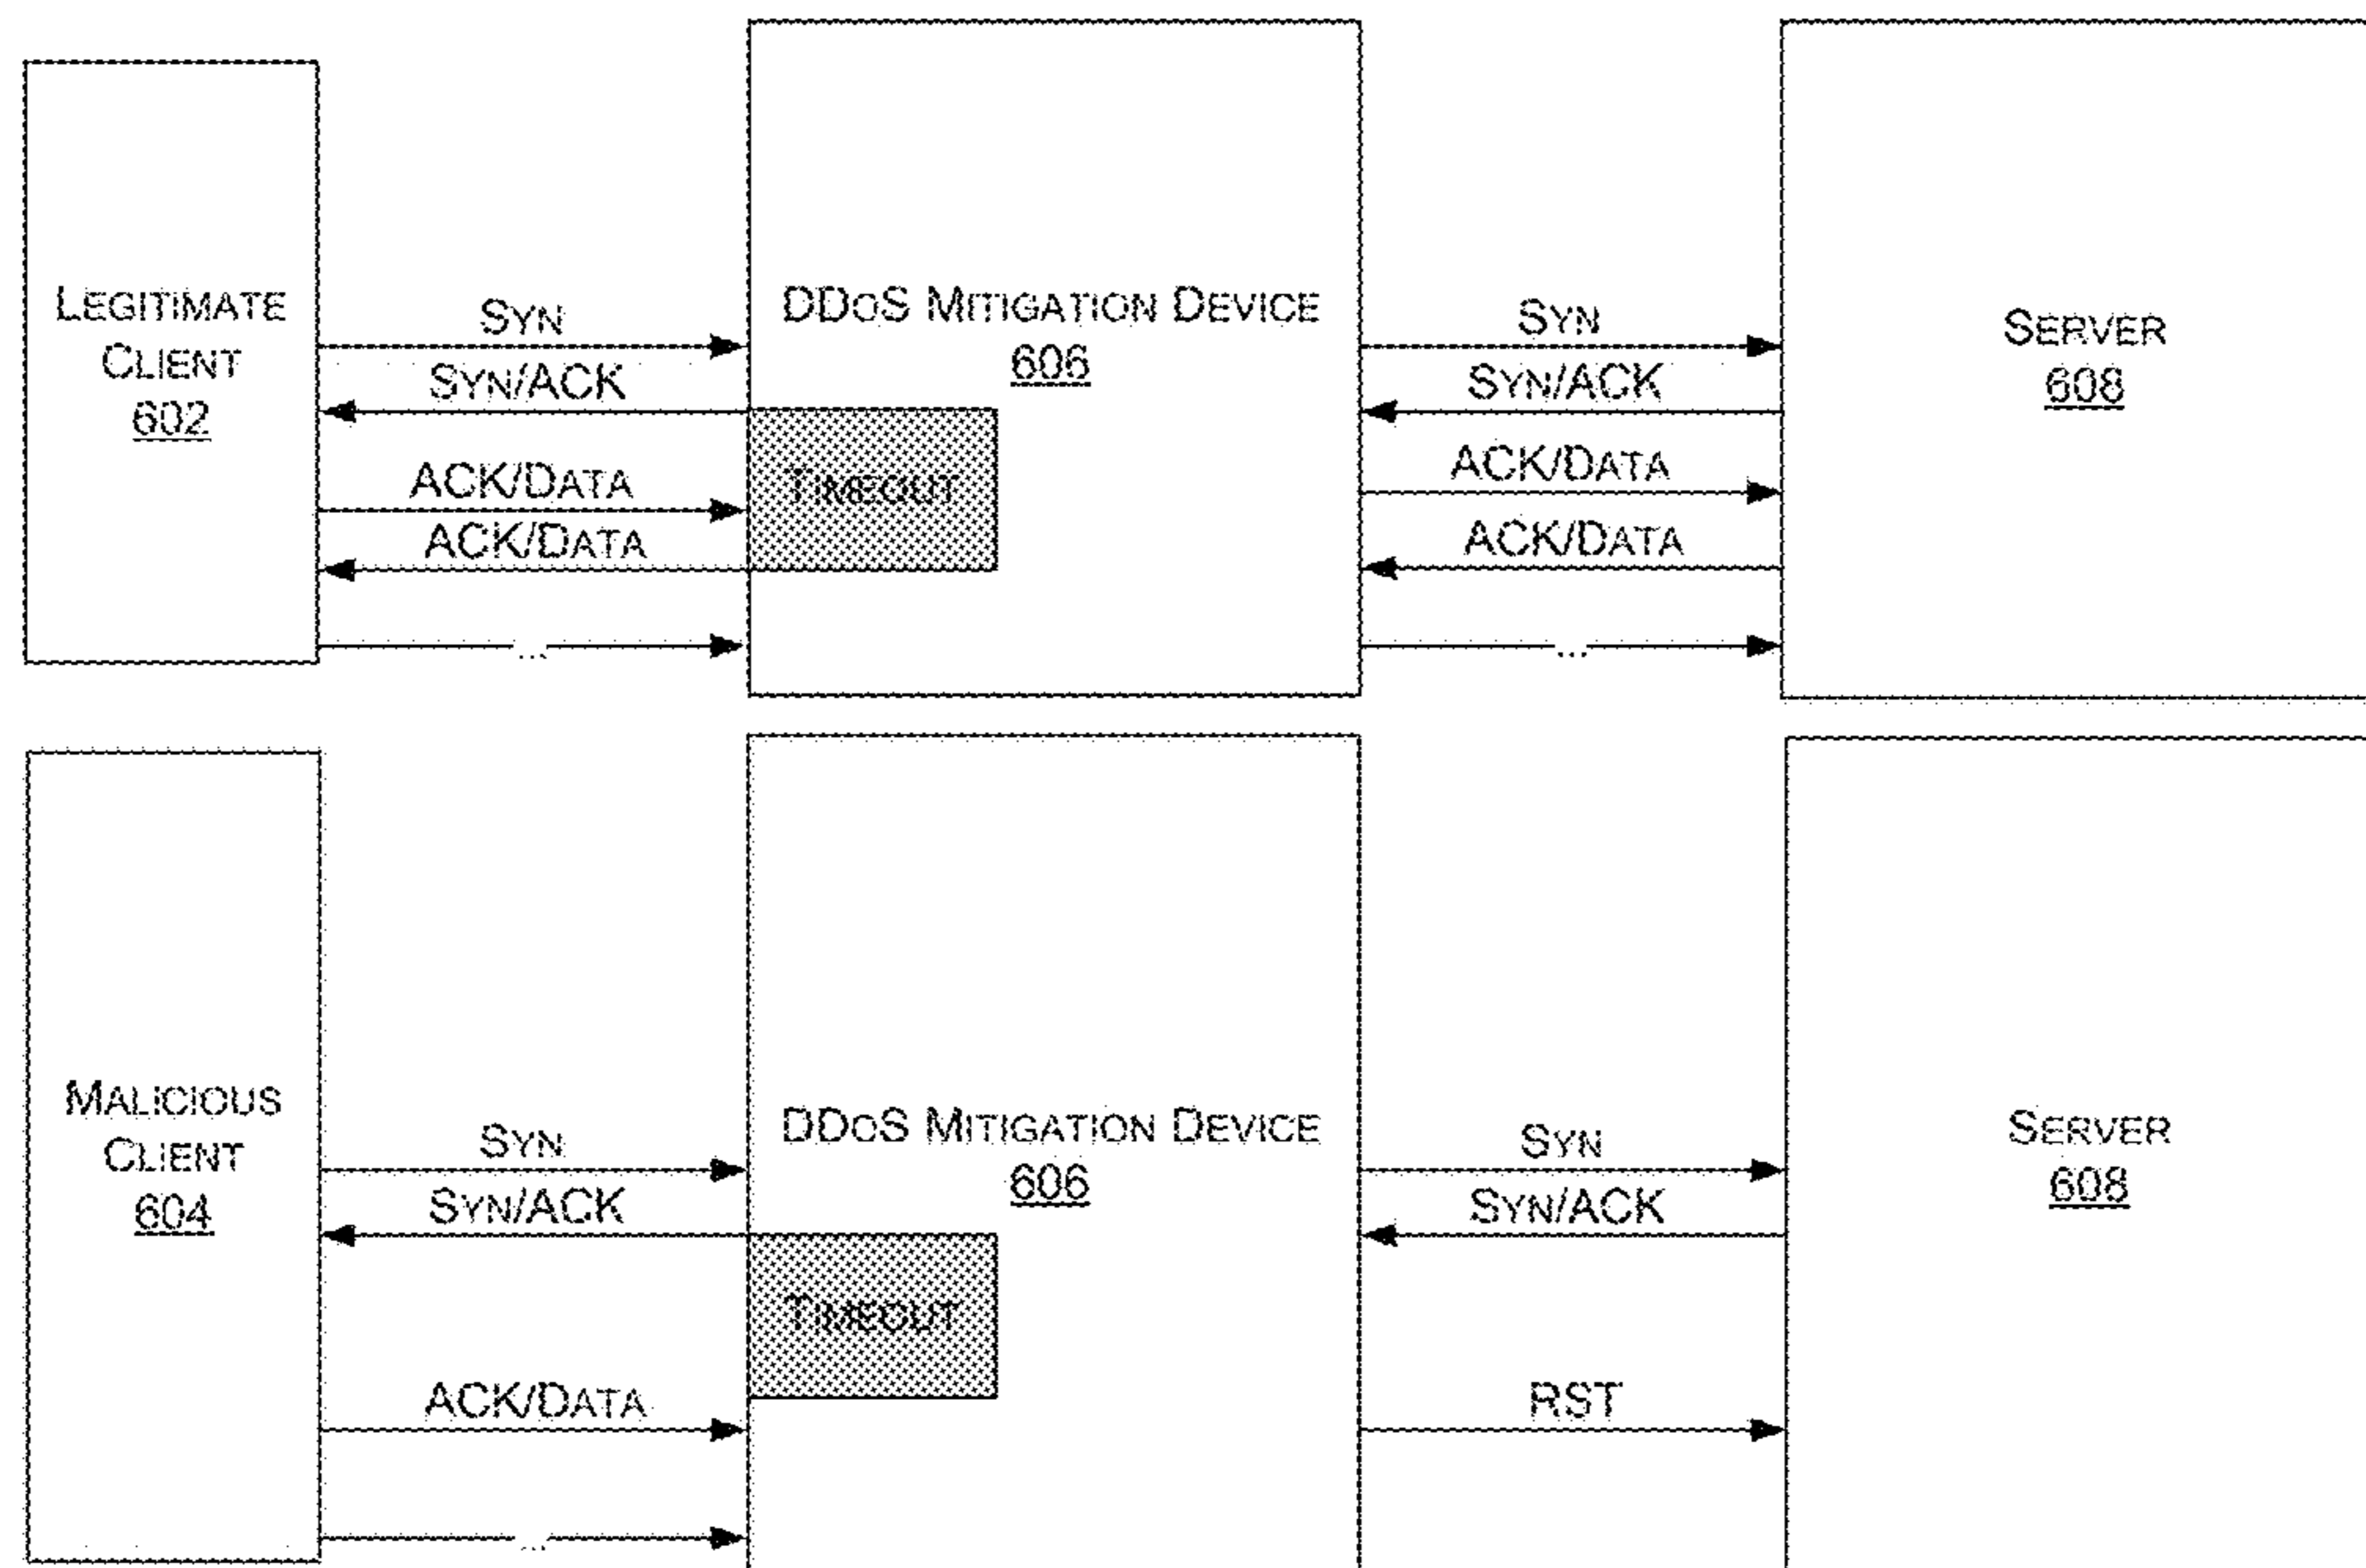 LEGITIMATE
CLIENT
602
SYN
SYN/ACK
ACK/DATA
ACK/DATA
...
DDOS MITIGATION DEVICE
606
TIMEOUT
SYN
SYN/ACK
ACK/DATA
ACK/DATA
...
SERVER
608
MALICIOUS
CLIENT
604
SYN
SYN/ACK
ACK/DATA
...
DDOS MITIGATION DEVICE
606
TIMEOUT
SYN
SYN/ACK
RST
SERVER
608